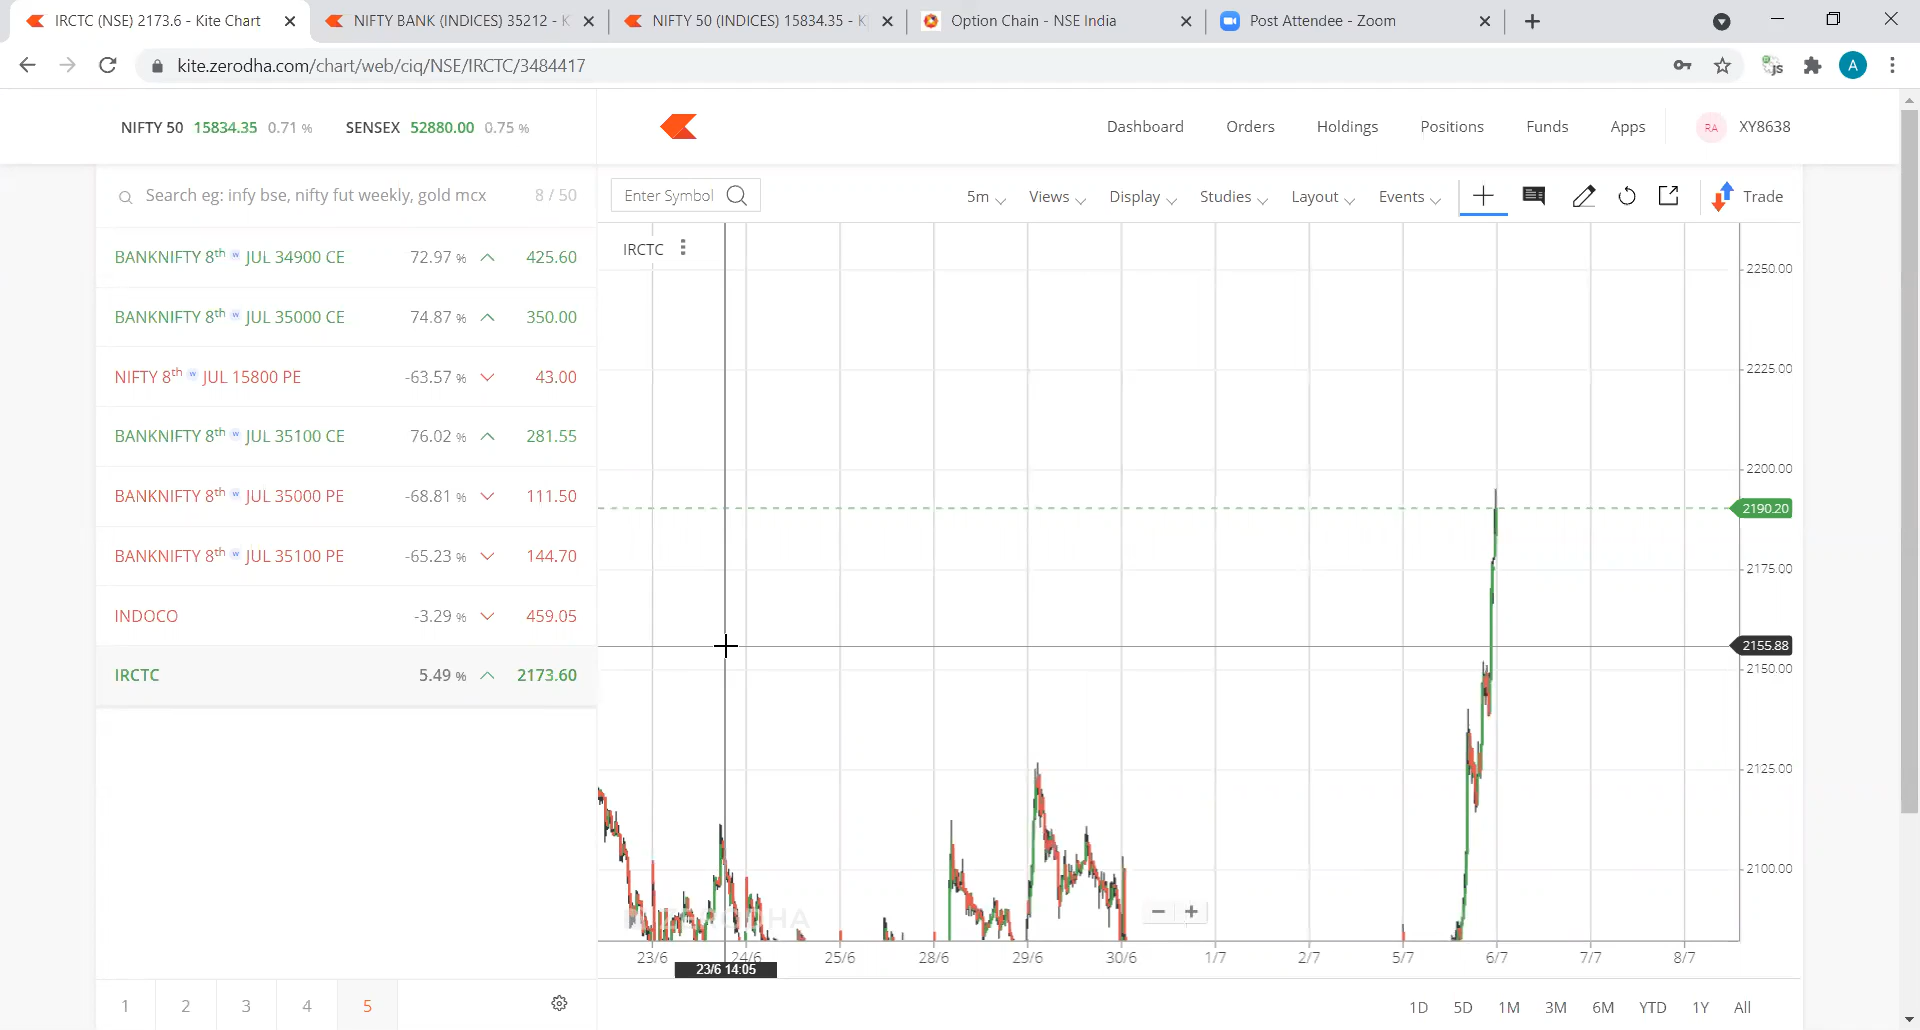 IRCTC (NSE) 2173.6 - Kite Chart
NIFTY BANK (INDICES) 35212 - K
NIFTY 50 (INDICES) 15834.35 - K
Option Chain - NSE India
Post Attendee - Zoom
kite.zerodha.com/chart/web/ciq/NSE/IRCTC/3484417
JS
A
NIFTY 50 15834.35 0.71 %
SENSEX 52880.00 0.75 %
Dashboard
Orders
Holdings
Positions
Funds
Apps
RA
XY8638
Search eg: infy bse, nifty fut weekly, gold mcx
8 / 50
Enter Symbol
5m
Views
Display
Studies
Layout
Events
Trade
BANKNIFTY 8th w JUL 34900 CE 72.97 % 425.60
BANKNIFTY 8th w JUL 35000 CE 74.87 % 350.00
NIFTY 8th w JUL 15800 PE -63.57 % 43.00
BANKNIFTY 8th w JUL 35100 CE 76.02 % 281.55
BANKNIFTY 8th w JUL 35000 PE -68.81 % 111.50
BANKNIFTY 8th w JUL 35100 PE -65.23 % 144.70
INDOCO -3.29 % 459.05
IRCTC 5.49 % 2173.60
IRCTC
2250.00
2225.00
2200.00
2190.20
2175.00
2155.88
2150.00
2125.00
2100.00
23/6
24/6
25/6
28/6
29/6
30/6
1/7
2/7
5/7
6/7
7/7
8/7
23/6 14:05
1
2
3
4
5
1D
5D
1M
3M
6M
YTD
1Y
All